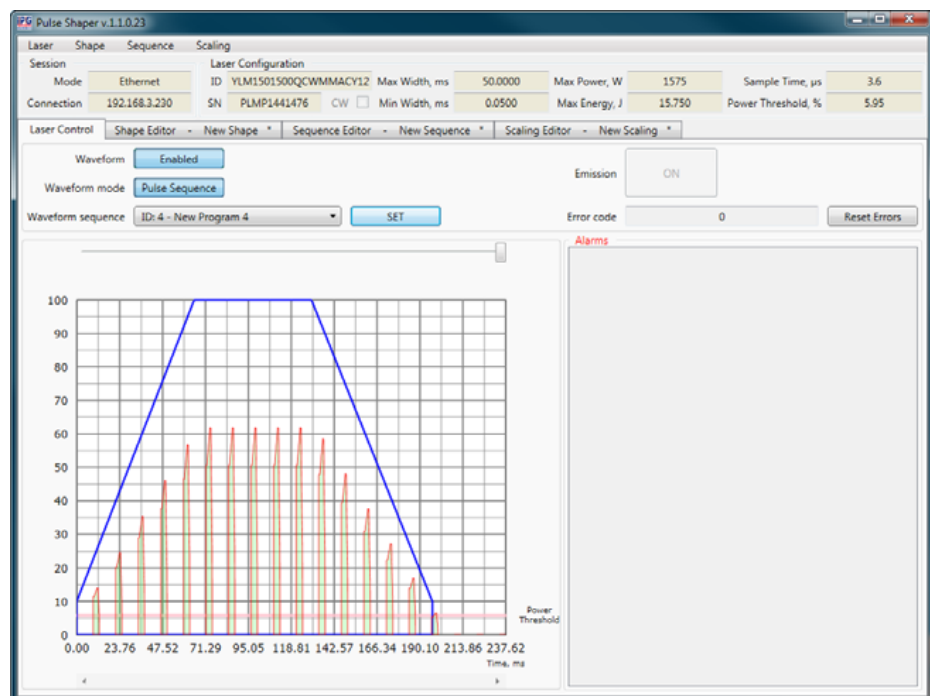 IPG Pulse Shaper v.1.1.0.23
Laser Shape Sequence Scaling
Session Laser Configuration
Mode Ethernet ID YLM1501500QCWMMACY12 Max Width, ms 50.0000 Max Power, W 1575 Sample Time, µs 3.6
Connection 192.168.3.230 SN PLMP1441476 CW Min Width, ms 0.0500 Max Energy, J 15.750 Power Threshold, % 5.95
Laser Control Shape Editor - New Shape * Sequence Editor - New Sequence * Scaling Editor - New Scaling *
Waveform Enabled
Emission ON
Waveform mode Pulse Sequence
Waveform sequence ID: 4 - New Program 4 SET Error code 0 Reset Errors
Alarms
100
90
80
70
60
50
40
30
20
10
Power
Threshold
0
0.00 23.76 47.52 71.29 95.05 118.81 142.57 166.34 190.10 213.86 237.62
Time, ms